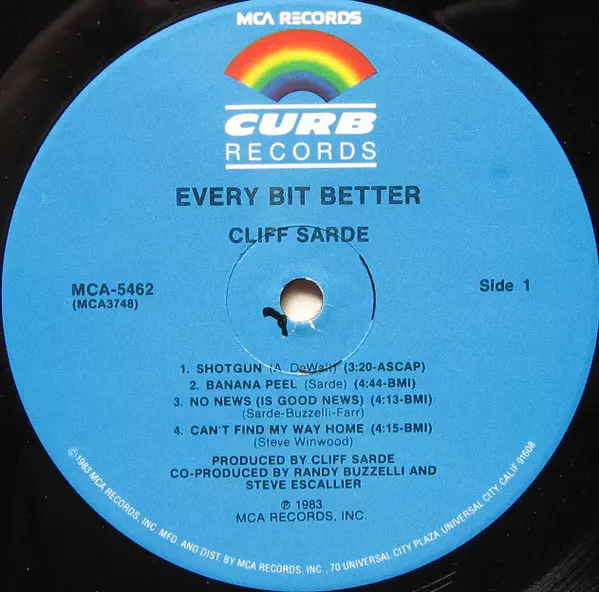 MCA RECORDS
CURB
RECORDS
EVERY BIT BETTER
CLIFF SARDE
MCA-5462
(MCA3748)
Side 1
1. SHOTGUN (A. DeWalt) (3:20-ASCAP)
2. BANANA PEEL (Sarde) (4:44-BMI)
3. NO NEWS (IS GOOD NEWS) (4:13-BMI)
(Sarde-Buzzelli-Farr)
4. CAN'T FIND MY WAY HOME (4:15-BMI)
(Steve Winwood)
PRODUCED BY CLIFF SARDE
CO-PRODUCED BY RANDY BUZZELLI AND
STEVE ESCALLIER
℗ 1983
MCA RECORDS, INC.
©1983 MCA RECORDS, INC. MFD. AND DIST BY MCA RECORDS, INC., 70 UNIVERSAL CITY PLAZA, UNIVERSAL CITY, CALIF 91608